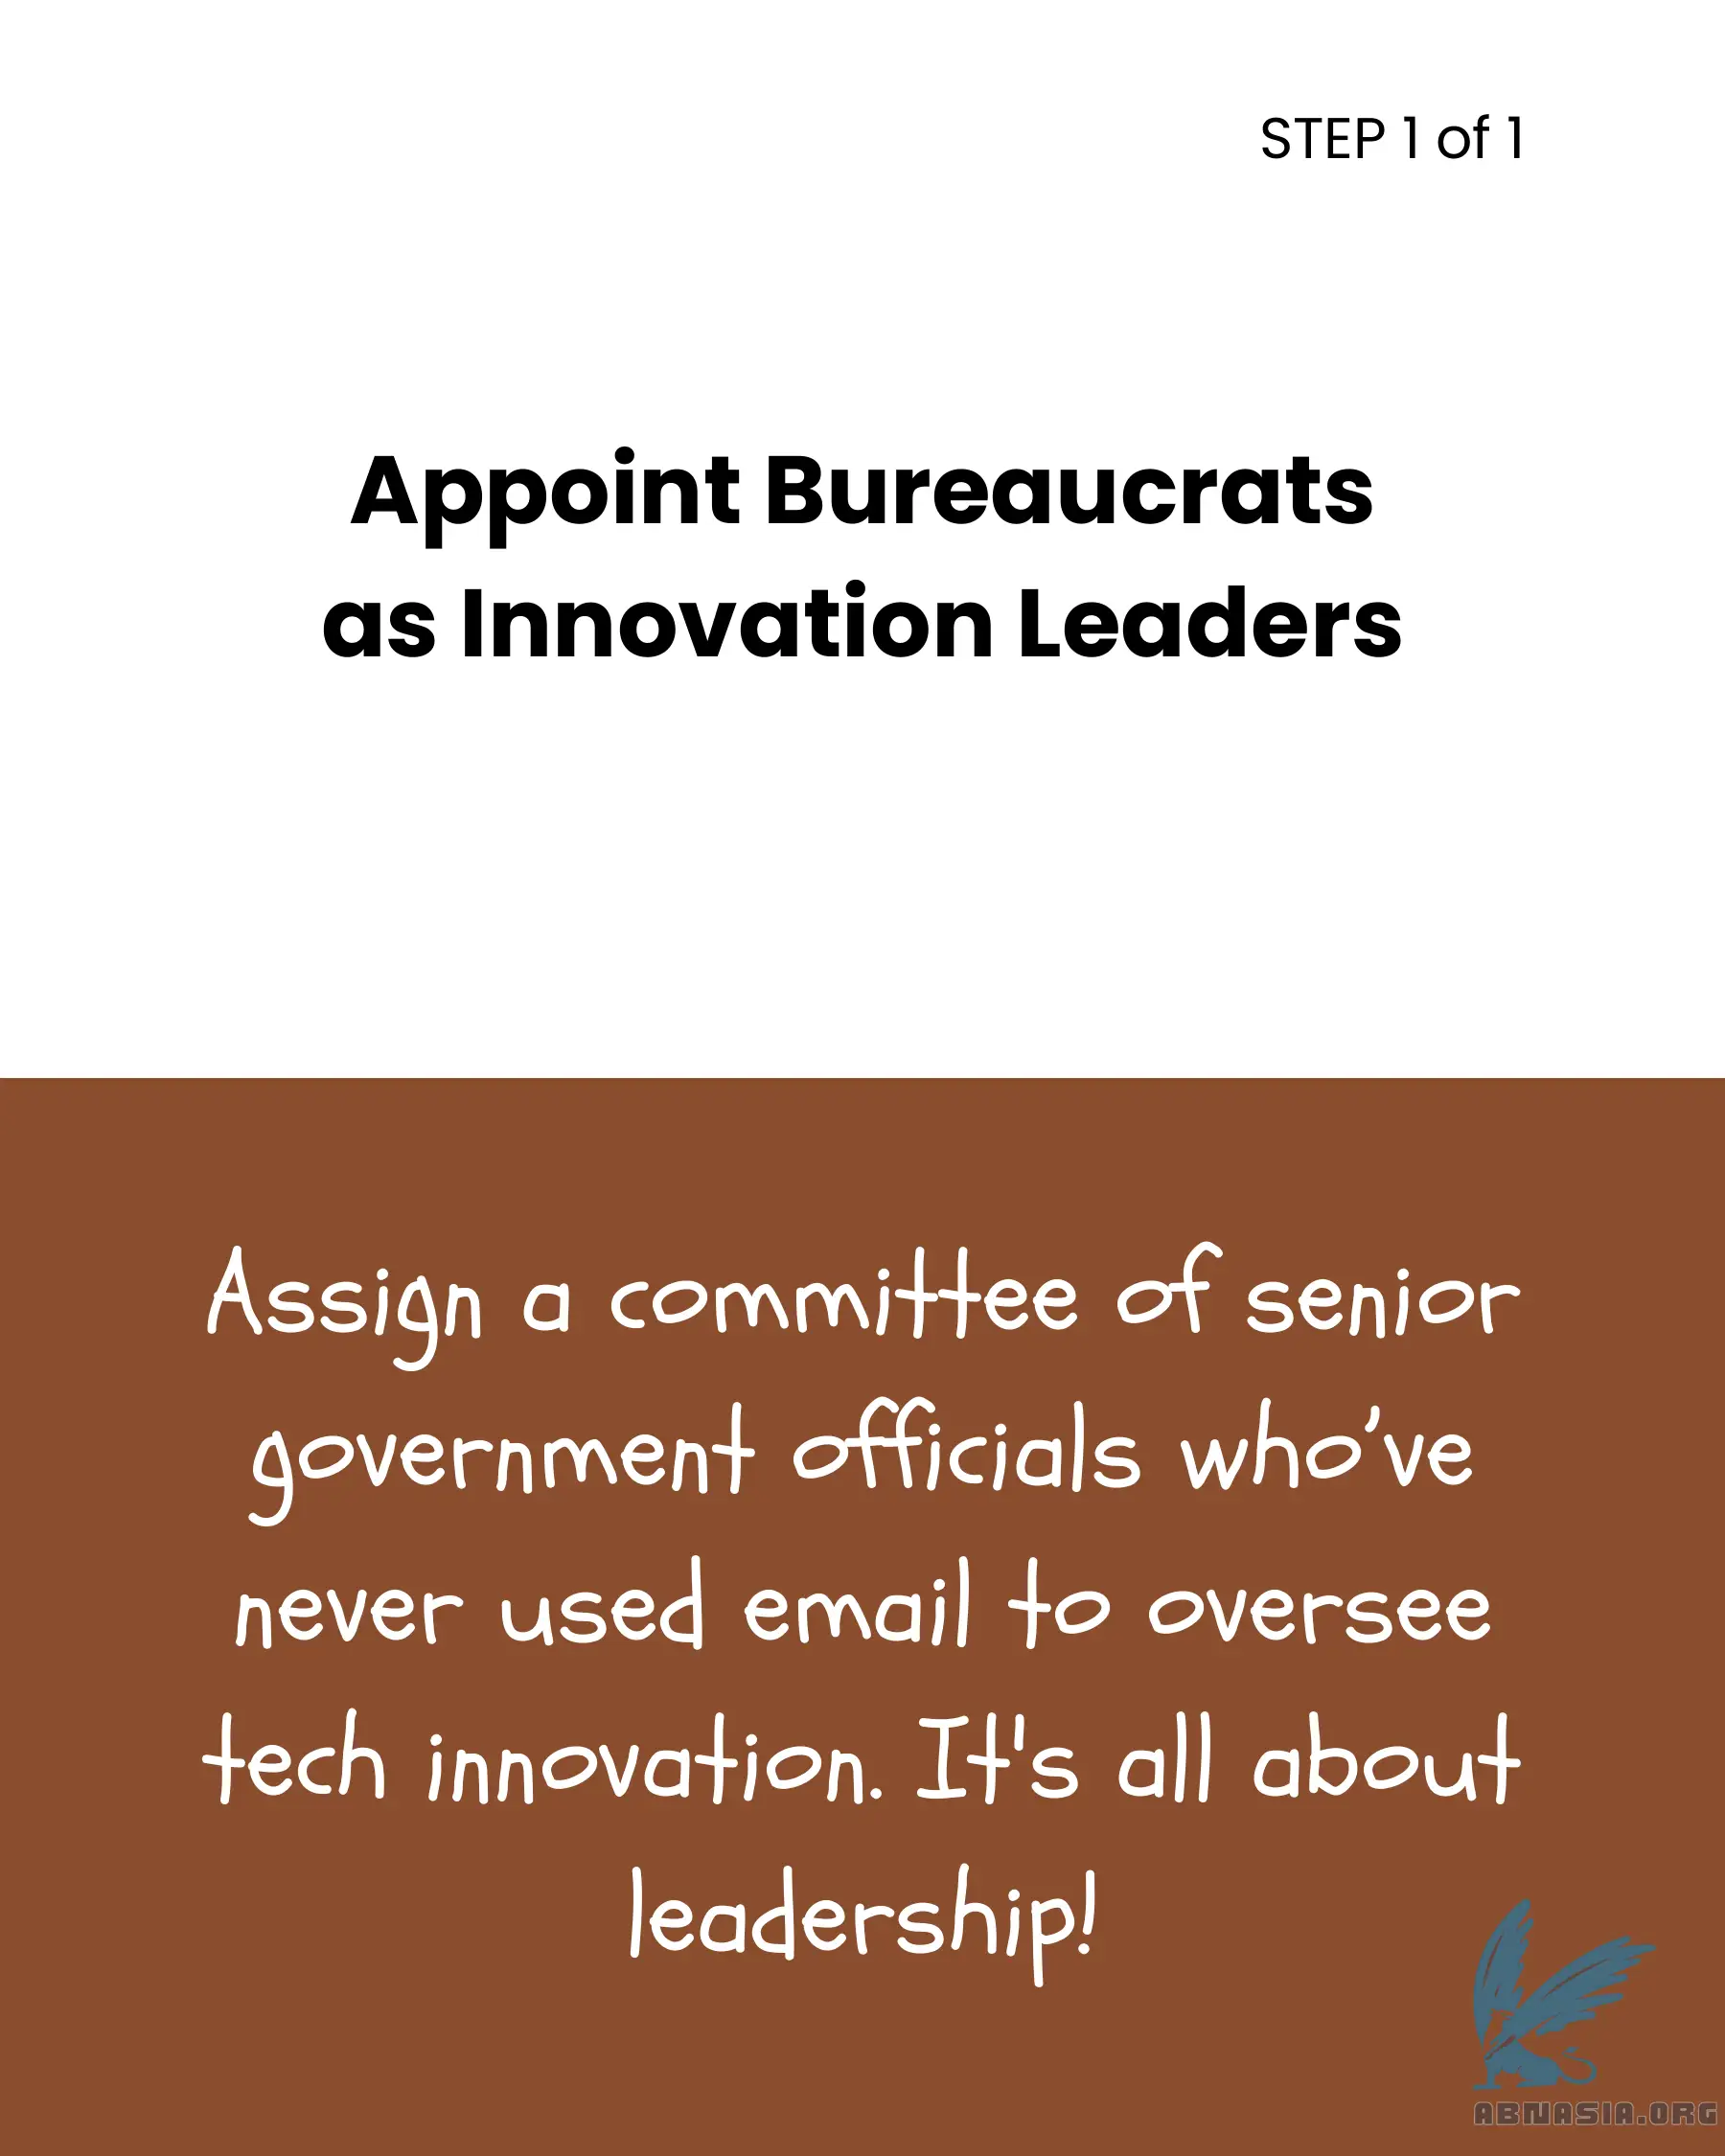 STEP 1 of 1
Appoint Bureaucrats
as Innovation Leaders
Assign a committee of senior
government officials who’ve
never used email to oversee
tech innovation. It's all about
leadership!
ABNASIA.ORG